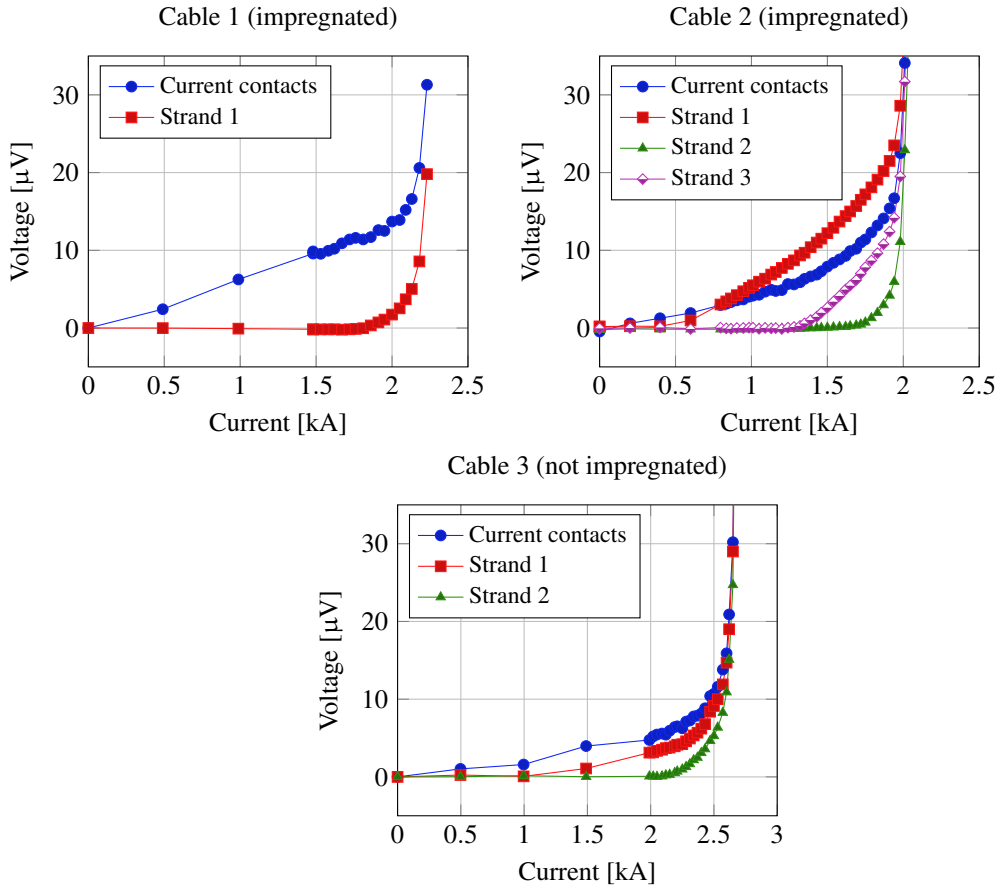 Cable 1 (impregnated)
Current contacts
Strand 1
30
20
10
0
Voltage [µV]
0 0.5 1 1.5 2 2.5
Current [kA]
Cable 2 (impregnated)
Current contacts
Strand 1
Strand 2
Strand 3
30
20
10
0
Voltage [µV]
0 0.5 1 1.5 2 2.5
Current [kA]
Cable 3 (not impregnated)
Current contacts
Strand 1
Strand 2
30
20
10
0
Voltage [µV]
0 0.5 1 1.5 2 2.5 3
Current [kA]